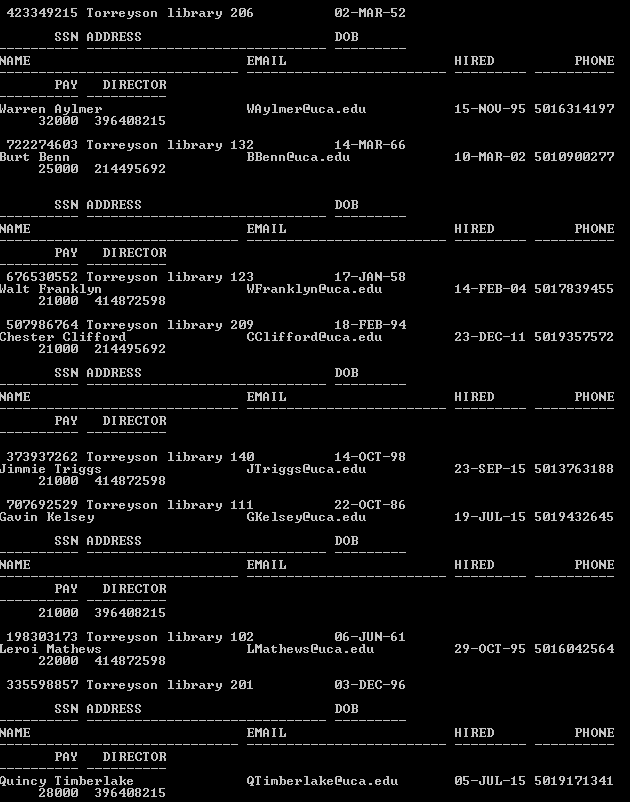 423349215 Torreyson library 206 02-MAR-52
SSN ADDRESS DOB
---------- ------------------------------ ---------
NAME EMAIL HIRED PHONE
------------------------------ ------------------------- --------- ----------
PAY DIRECTOR
---------- ----------
Warren Aylmer WAylmer@uca.edu 15-NOV-95 5016314197
32000 396408215
722274603 Torreyson library 132 14-MAR-66
Burt Benn BBenn@uca.edu 10-MAR-02 5010900277
25000 214495692
SSN ADDRESS DOB
---------- ------------------------------ ---------
NAME EMAIL HIRED PHONE
------------------------------ ------------------------- --------- ----------
PAY DIRECTOR
---------- ----------
676530552 Torreyson library 123 17-JAN-58
Walt Franklyn WFranklyn@uca.edu 14-FEB-04 5017839455
21000 414872598
507986764 Torreyson library 209 18-FEB-94
Chester Clifford CClifford@uca.edu 23-DEC-11 5019357572
21000 214495692
SSN ADDRESS DOB
---------- ------------------------------ ---------
NAME EMAIL HIRED PHONE
------------------------------ ------------------------- --------- ----------
PAY DIRECTOR
---------- ----------
373937262 Torreyson library 140 14-OCT-98
Jimmie Triggs JTriggs@uca.edu 23-SEP-15 5013763188
21000 414872598
707692529 Torreyson library 111 22-OCT-86
Gavin Kelsey GKelsey@uca.edu 19-JUL-15 5019432645
SSN ADDRESS DOB
---------- ------------------------------ ---------
NAME EMAIL HIRED PHONE
------------------------------ ------------------------- --------- ----------
PAY DIRECTOR
---------- ----------
21000 396408215
198303173 Torreyson library 102 06-JUN-61
Leroi Mathews LMathews@uca.edu 29-OCT-95 5016042564
22000 414872598
335598857 Torreyson library 201 03-DEC-96
SSN ADDRESS DOB
---------- ------------------------------ ---------
NAME EMAIL HIRED PHONE
------------------------------ ------------------------- --------- ----------
PAY DIRECTOR
---------- ----------
Quincy Timberlake QTimberlake@uca.edu 05-JUL-15 5019171341
28000 396408215